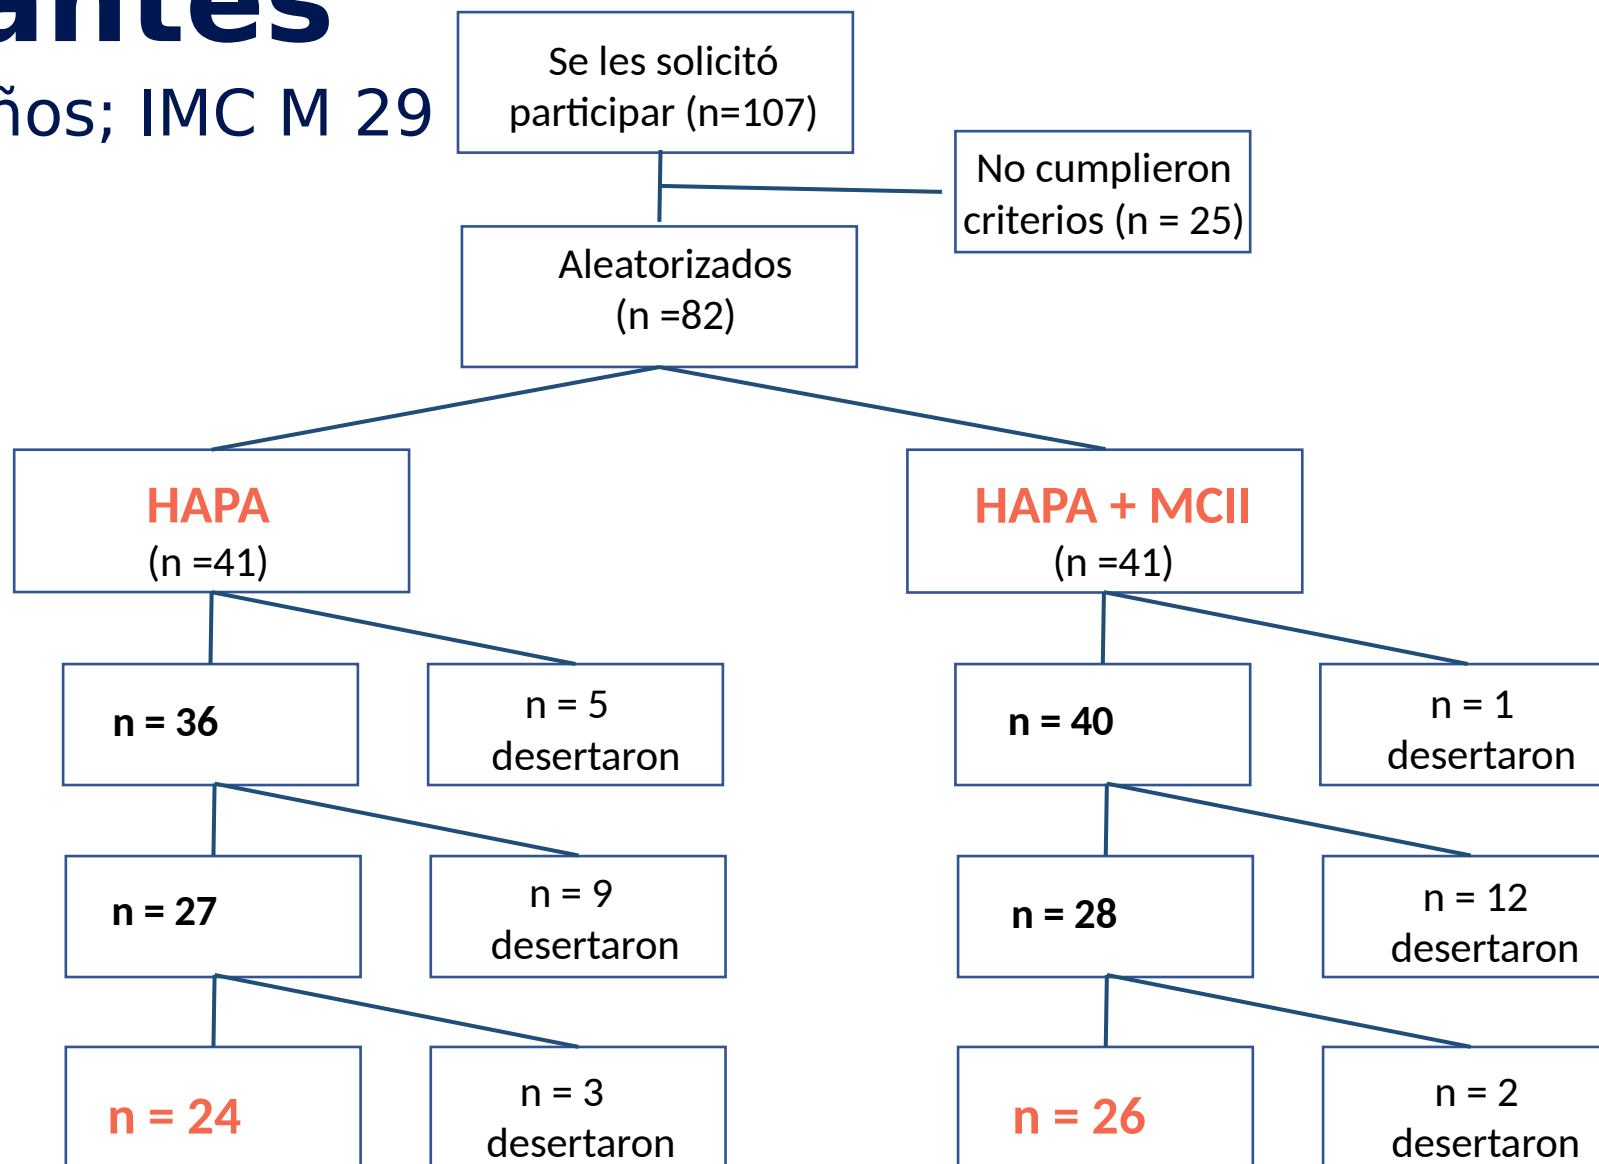 antes
ños; IMC M 29
Se les solicitó
participar (n=107)
No cumplieron
criterios (n = 25)
Aleatorizados
(n =82)
HAPA
(n =41)
HAPA + MCII
(n =41)
n = 36
n = 5
desertaron
n = 40
n = 1
desertaron
n = 27
n = 9
desertaron
n = 28
n = 12
desertaron
n = 24
n = 3
desertaron
n = 26
n = 2
desertaron